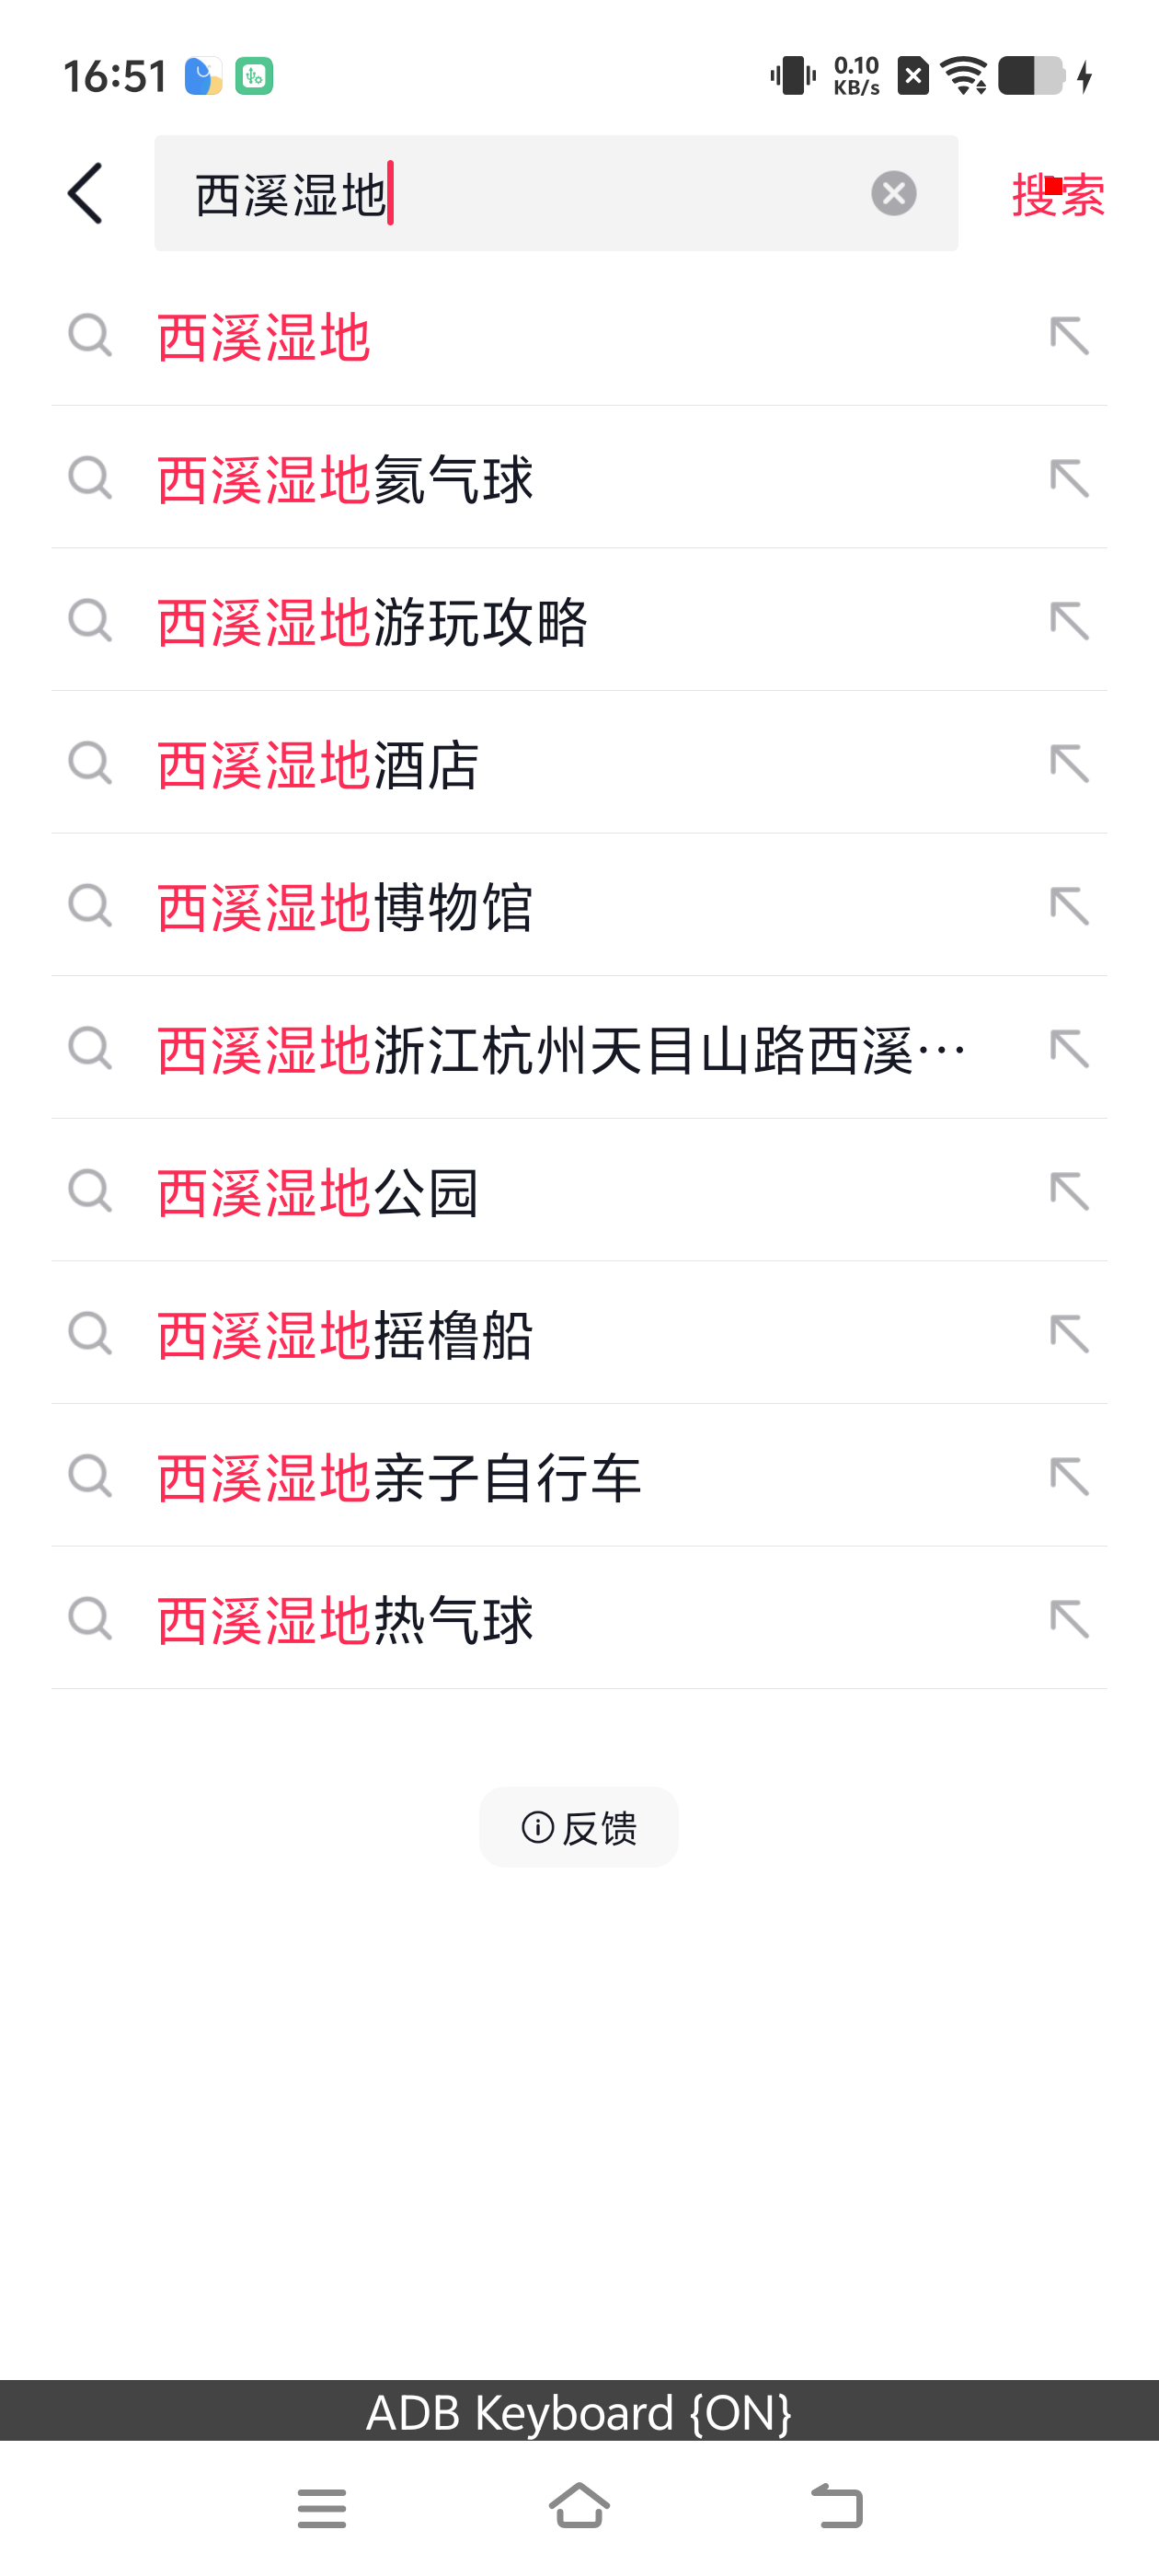 16:51
0.10
KB/s
西溪湿地
搜索
西溪湿地
西溪湿地氦气球
西溪湿地游玩攻略
西溪湿地酒店
西溪湿地博物馆
西溪湿地浙江杭州天目山路西溪…
西溪湿地公园
西溪湿地摇橹船
西溪湿地亲子自行车
西溪湿地热气球
反馈
ADB Keyboard {ON}